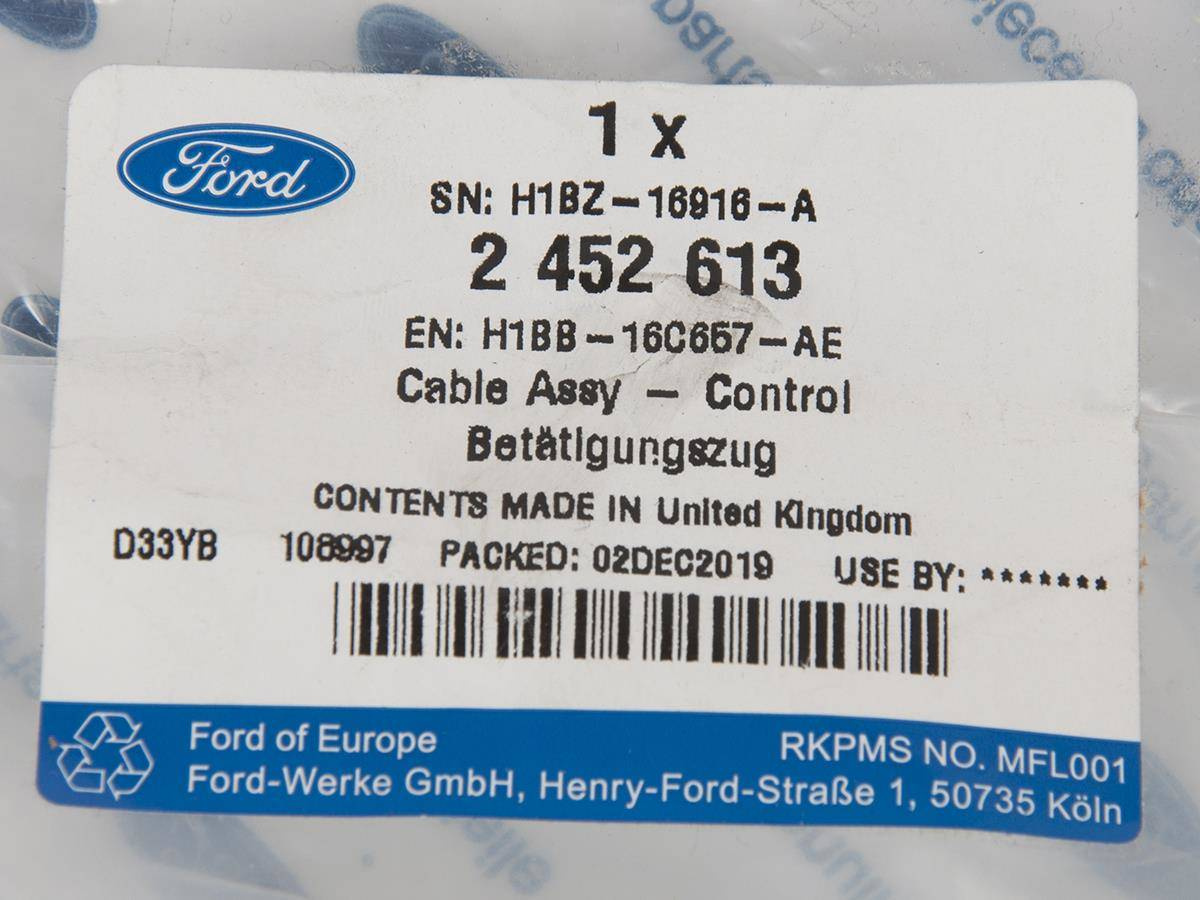 Ford
1 x
SN: H1BZ-16916-A
2 452 613
EN: H1BB-16C657-AE
Cable Assy - Control
Betätigungszug
CONTENTS MADE IN United Kingdom
D33YB 108997 PACKED: 02DEC2019 USE BY: *******
Ford of Europe RKPMS NO. MFL001
Ford-Werke GmbH, Henry-Ford-Straße 1, 50735 Köln